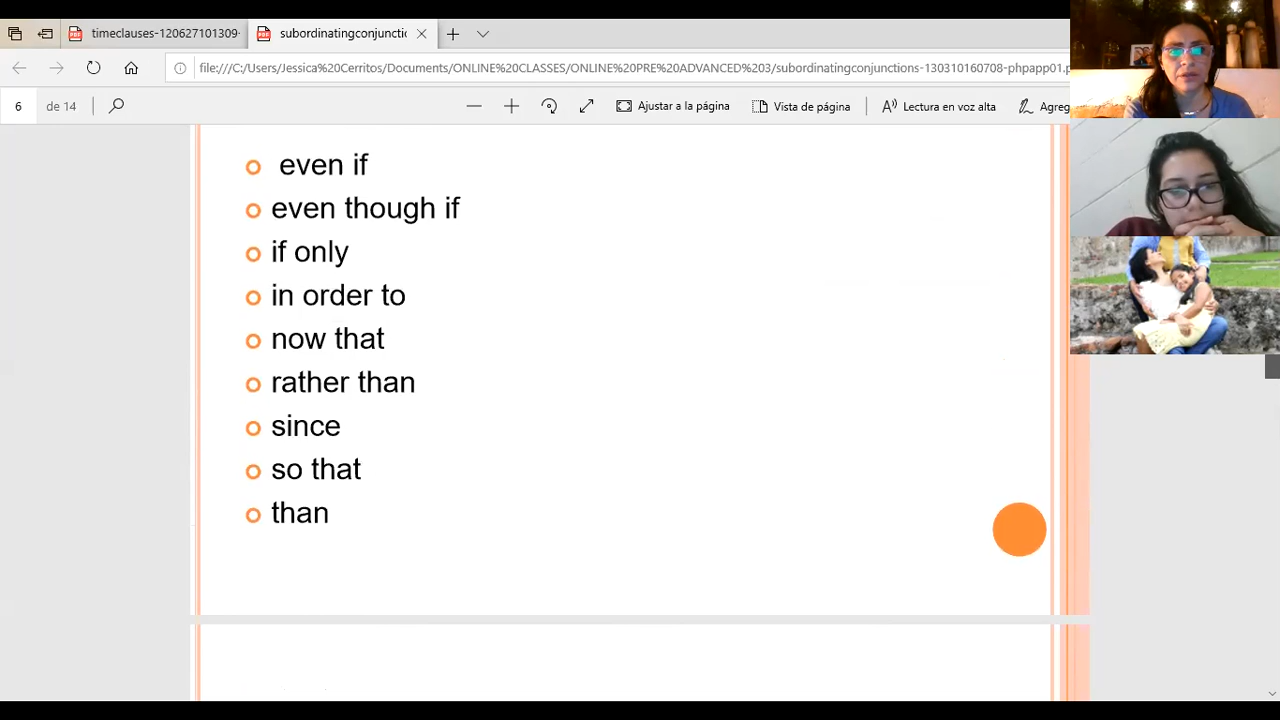 timeclauses-120627101309-
subordinatingconjuncti
file:///C:/Users/Jessica%20Cerritos/Documents/ONLINE%20CLASSES/ONLINE%20PRE%20ADVANCED%203/subordinatingconjunctions-130310160708-phpapp01.p
6 de 14 Ajustar a la página Vista de página Lectura en voz alta Agreg
even if
even though if
if only
in order to
now that
rather than
since
so that
than